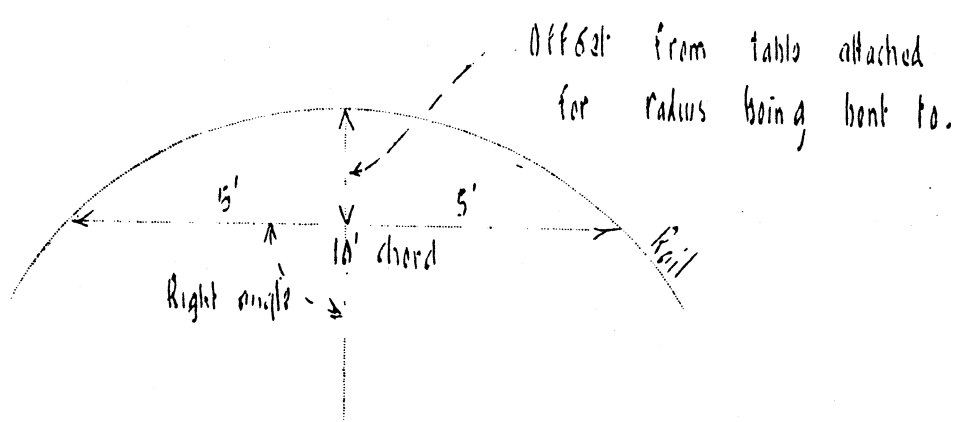 Offset from table attached
for radius being bent to.
5' 5'
10' chord
Rail
Right angle